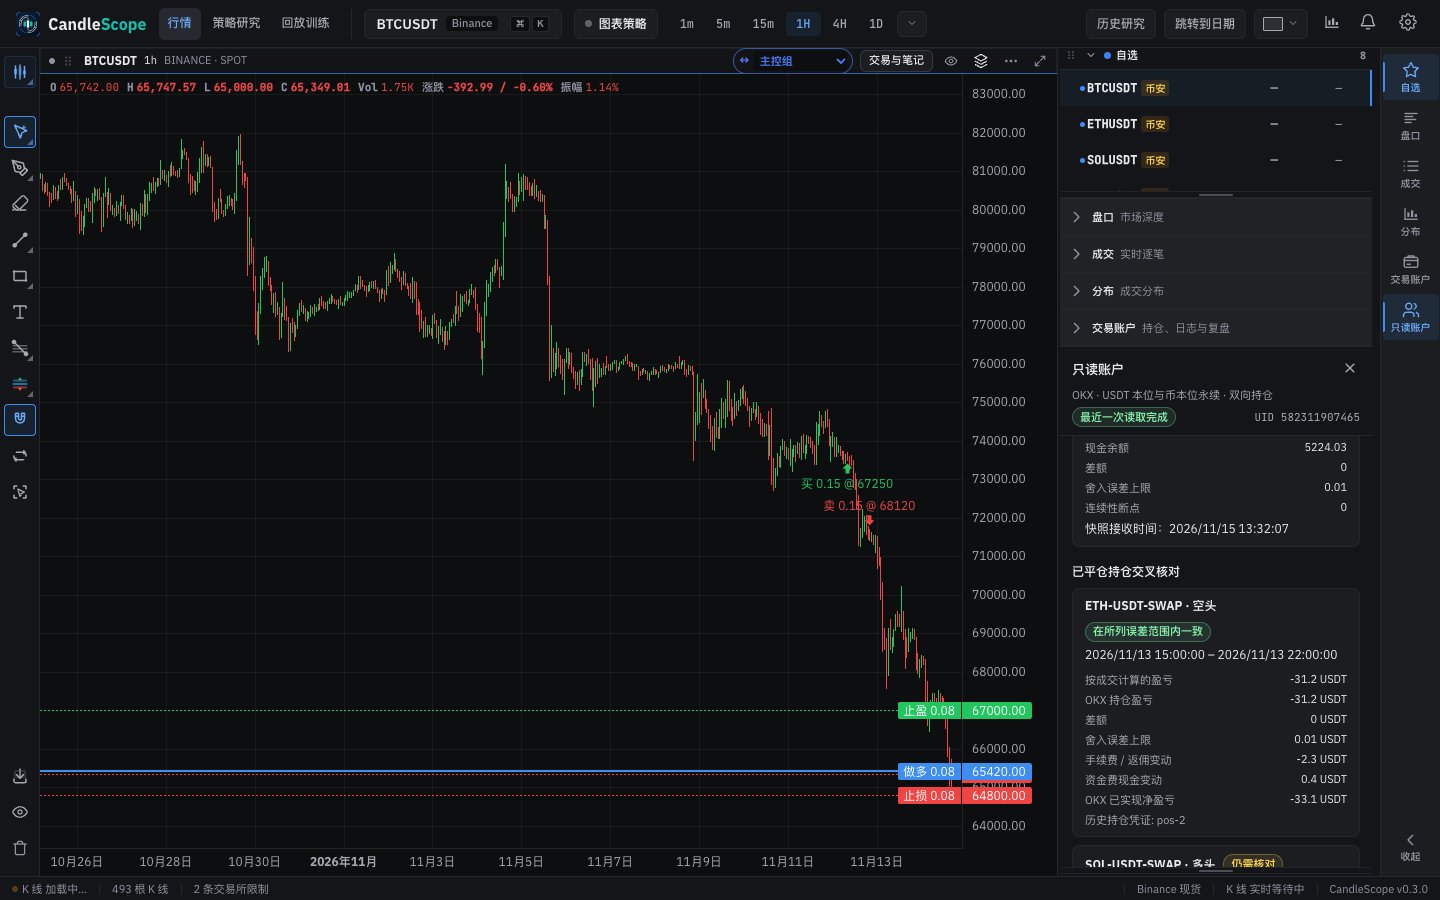 CandleScope 行情 策略研究 回放训练 BTCUSDT Binance ⌘ K 图表策略 1m 5m 15m 1H 4H 1D 历史研究 跳转到日期
BTCUSDT 1h BINANCE · SPOT 主控组 交易与笔记
O 65,742.00 H 65,747.57 L 65,000.00 C 65,349.01 Vol 1.75K 涨跌 -392.99 / -0.60% 振幅 1.14%
83000.00
82000.00
81000.00
80000.00
79000.00
78000.00
77000.00
76000.00
75000.00
74000.00
73000.00
72000.00
71000.00
70000.00
69000.00
68000.00
66000.00
64000.00
买 0.15 @ 67250
卖 0.15 @ 68120
止盈 0.08 67000.00
做多 0.08 65420.00
止损 0.08 64800.00
10月26日 10月28日 10月30日 2026年11月 11月3日 11月5日 11月7日 11月9日 11月11日 11月13日
自选 8
BTCUSDT 币安 – –
ETHUSDT 币安 – –
SOLUSDT 币安 – –
盘口 市场深度
成交 实时逐笔
分布 成交分布
交易账户 持仓、日志与复盘
只读账户
OKX · USDT 本位与币本位永续 · 双向持仓
最近一次读取完成 UID 582311907465
现金余额 5224.03
差额 0
舍入误差上限 0.01
连续性断点 0
快照接收时间：2026/11/15 13:32:07
已平仓持仓交叉核对
ETH-USDT-SWAP · 空头
在所列误差范围内一致
2026/11/13 15:00:00 – 2026/11/13 22:00:00
按成交计算的盈亏 -31.2 USDT
OKX 持仓盈亏 -31.2 USDT
差额 0 USDT
舍入误差上限 0.01 USDT
手续费 / 返佣变动 -2.3 USDT
资金费现金变动 0.4 USDT
OKX 已实现净盈亏 -33.1 USDT
历史持仓凭证: pos-2
SOL-USDT-SWAP · 多头 仍需核对
自选
盘口
成交
分布
交易账户
只读账户
收起
K 线 加载中... 493 根 K 线 2 条交易所限制 Binance 现货 K 线 实时等待中 CandleScope v0.3.0